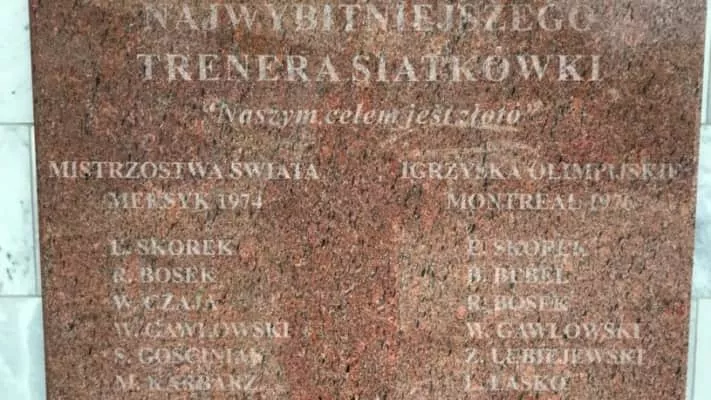 NAJWYBITNIEJSZEGO
TRENERA SIATKÓWKI
"Naszym celem jest złoto"
MISTRZOSTWA ŚWIATA
MEKSYK 1974
E. SKOREK
R. BOSEK
W. CZAJA
W. GAWŁOWSKI
S. GOŚCINIAK
M. KARBARZ
IGRZYSKA OLIMPIJSKIE
MONTREAL 1976
E. SKOREK
B. BEBEL
R. BOSEK
W. GAWŁOWSKI
Z. LUBIEJEWSKI
L. ŁASKO